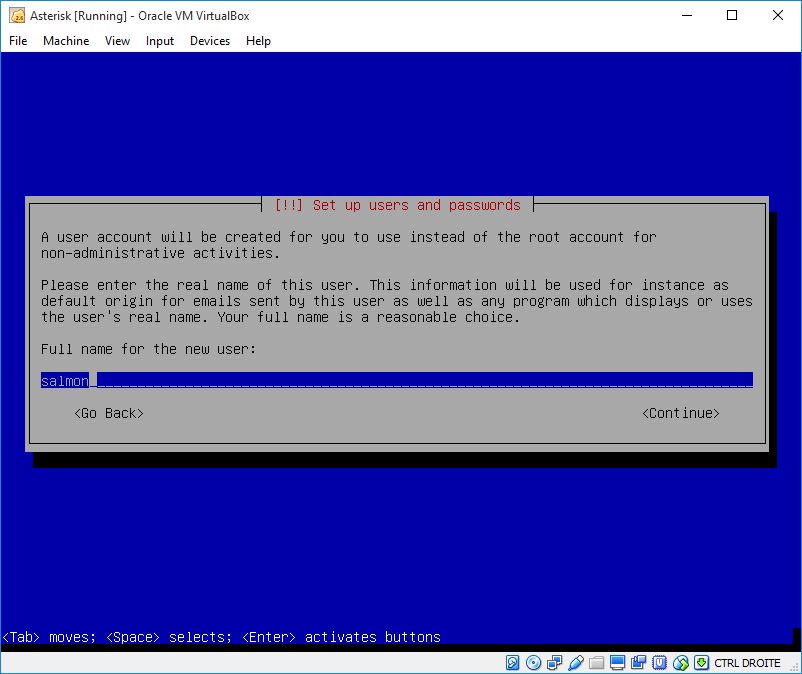 Asterisk [Running] - Oracle VM VirtualBox
File Machine View Input Devices Help
[!!] Set up users and passwords
A user account will be created for you to use instead of the root account for
non-administrative activities.
Please enter the real name of this user. This information will be used for instance as
default origin for emails sent by this user as well as any program which displays or uses
the user's real name. Your full name is a reasonable choice.
Full name for the new user:
salmon
<Go Back> <Continue>
<Tab> moves; <Space> selects; <Enter> activates buttons
CTRL DROITE